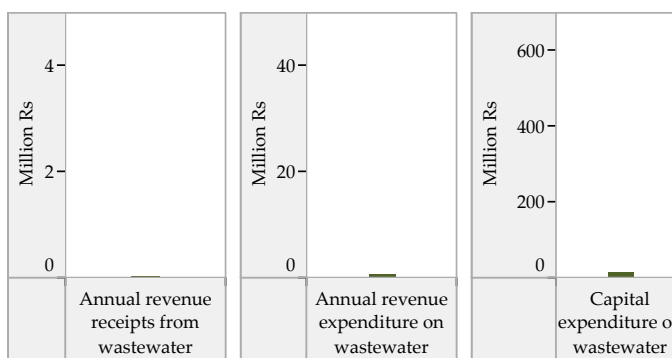 Million Rs
4
2
0
Annual revenue
receipts from
wastewater
Million Rs
40
20
0
Annual revenue
expenditure on
wastewater
Million Rs
600
400
200
0
Capital
expenditure o
wastewater